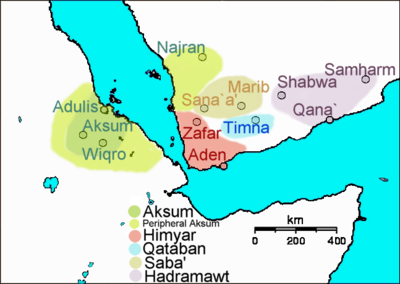 Najran
Samharm
Shabwa
Marib
Sana`a'
Qana`
Adulis
Aksum
Zafar
Timna
Wiqro
Aden
Aksum
Peripheral Aksum
Himyar
Qataban
Saba'
Hadramawt
km
0 200 400